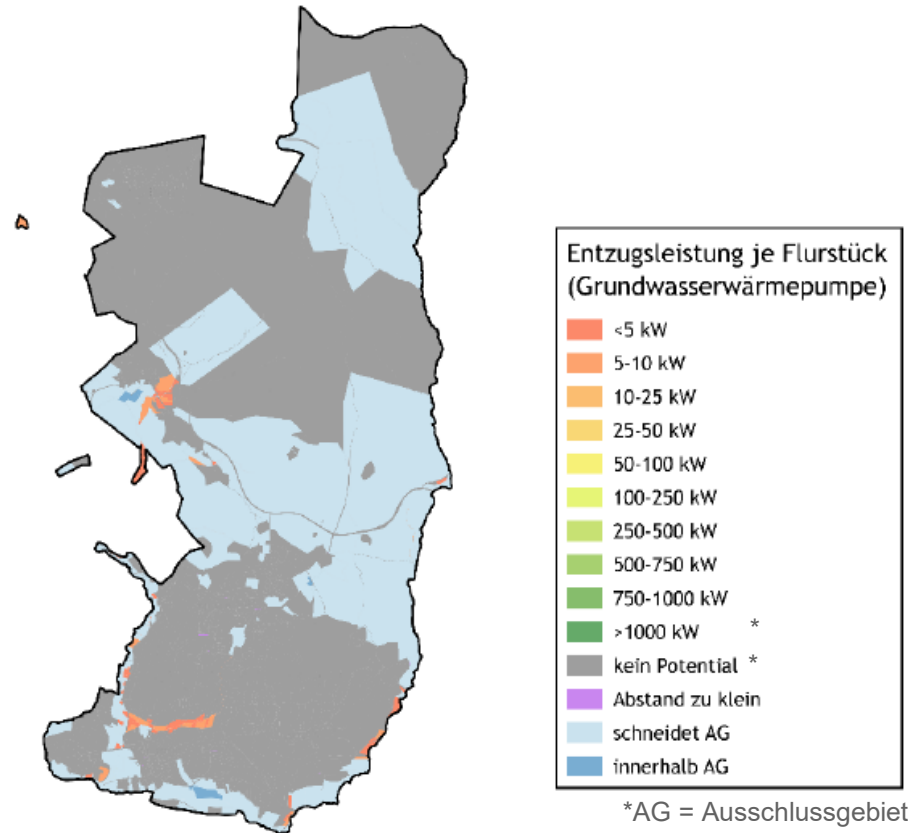 Entzugsleistung je Flurstück
(Grundwasserwärmepumpe)
<5 kW
5-10 kW
10-25 kW
25-50 kW
50-100 kW
100-250 kW
250-500 kW
500-750 kW
750-1000 kW
>1000 kW *
kein Potential *
Abstand zu klein
schneidet AG
innerhalb AG
*AG = Ausschlussgebiet